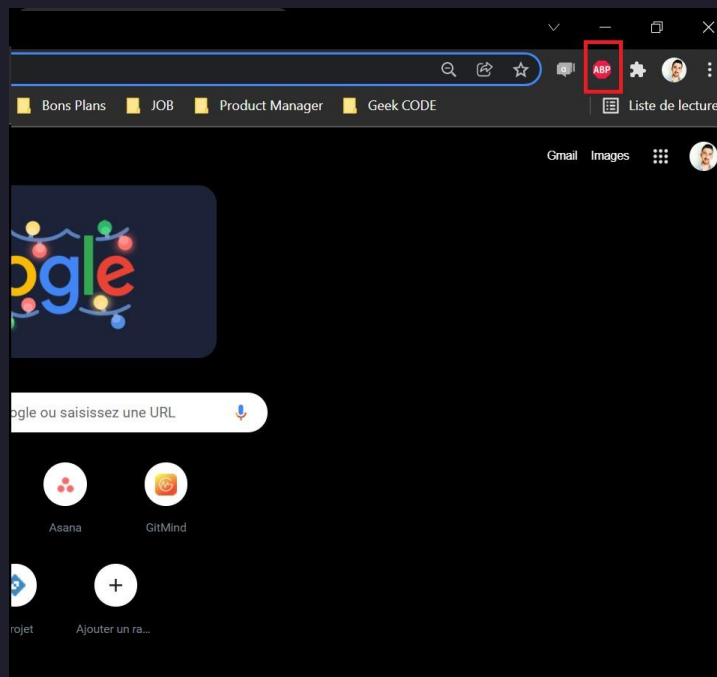 ABP
Bons Plans JOB Product Manager Geek CODE Liste de lecture
Gmail Images
ogle
ogle ou saisissez une URL
Asana GitMind
rojet Ajouter un ra...